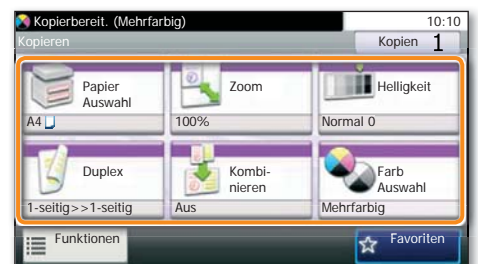 Kopierbereit. (Mehrfarbig) 10:10
Kopieren Kopien 1
Papier
Auswahl
A4
Zoom
100%
Helligkeit
Normal 0
Duplex
1-seitig>>1-seitig
Kombi-
nieren
Aus
Farb
Auswahl
Mehrfarbig
Funktionen
Favoriten